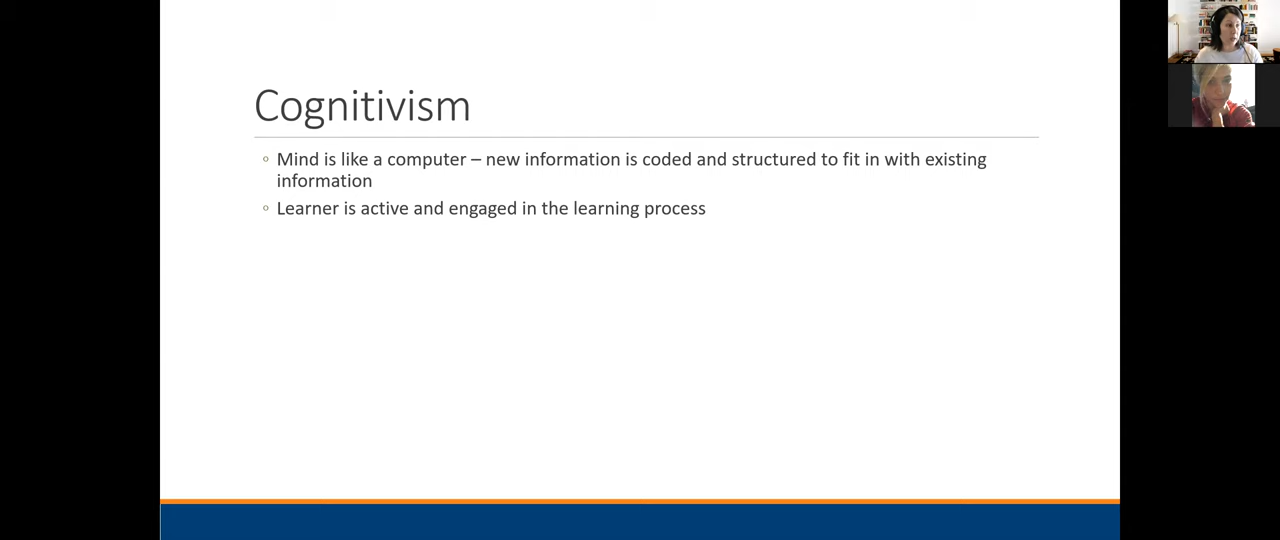 Cognitivism
Mind is like a computer – new information is coded and structured to fit in with existing
information
Learner is active and engaged in the learning process